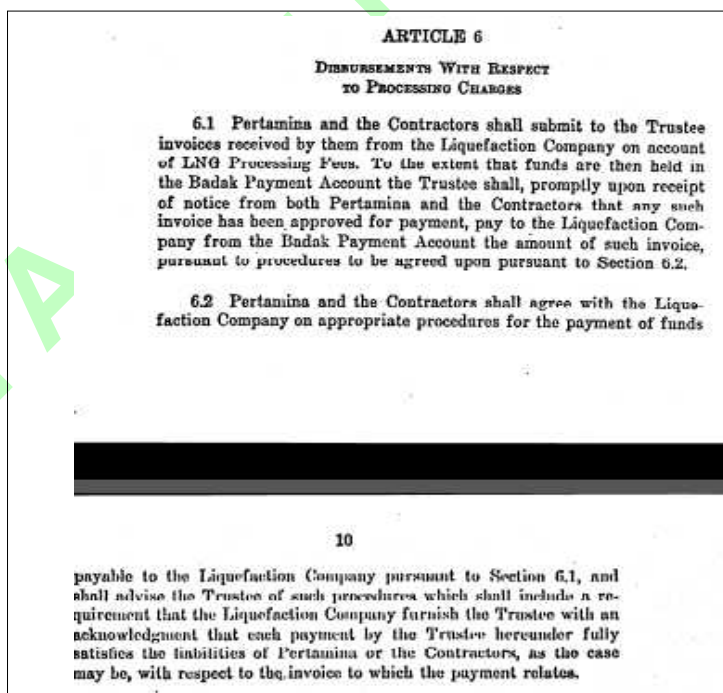 ARTICLE 6
DISBURSEMENTS WITH RESPECT
TO PROCESSING CHARGES
6.1 Pertamina and the Contractors shall submit to the Trustee
invoices received by them from the Liquefaction Company on account
of LNG Processing Fees. To the extent that funds are then held in
the Badak Payment Account the Trustee shall, promptly upon receipt
of notice from both Pertamina and the Contractors that any such
invoice has been approved for payment, pay to the Liquefaction Com-
pany from the Badak Payment Account the amount of such invoice,
pursuant to procedures to be agreed upon pursuant to Section 6.2.
6.2 Pertamina and the Contractors shall agree with the Lique-
faction Company on appropriate procedures for the payment of funds
10
payable to the Liquefaction Company pursuant to Section 6.1, and
shall advise the Trustee of such procedures which shall include a re-
quirement that the Liquefaction Company furnish the Trustee with an
acknowledgment that each payment by the Trustee hereunder fully
satisfies the liabilities of Pertamina or the Contractors, as the case
may be, with respect to the invoice to which the payment relates.